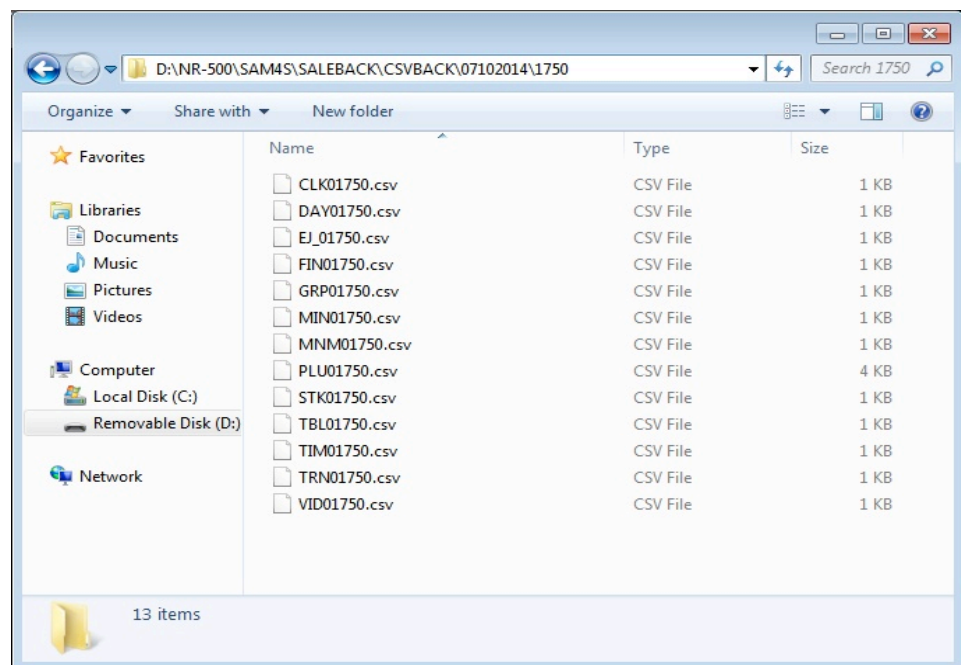 D:\NR-500\SAM4S\SALEBACK\CSVBACK\07102014\1750 Search 1750
Organize Share with New folder
Favorites
Libraries
Documents
Music
Pictures
Videos
Computer
Local Disk (C:)
Removable Disk (D:)
Network
Name Type Size
CLK01750.csv CSV File 1 KB
DAY01750.csv CSV File 1 KB
EJ_01750.csv CSV File 1 KB
FIN01750.csv CSV File 1 KB
GRP01750.csv CSV File 1 KB
MIN01750.csv CSV File 1 KB
MNM01750.csv CSV File 1 KB
PLU01750.csv CSV File 4 KB
STK01750.csv CSV File 1 KB
TBL01750.csv CSV File 1 KB
TIM01750.csv CSV File 1 KB
TRN01750.csv CSV File 1 KB
VID01750.csv CSV File 1 KB
13 items